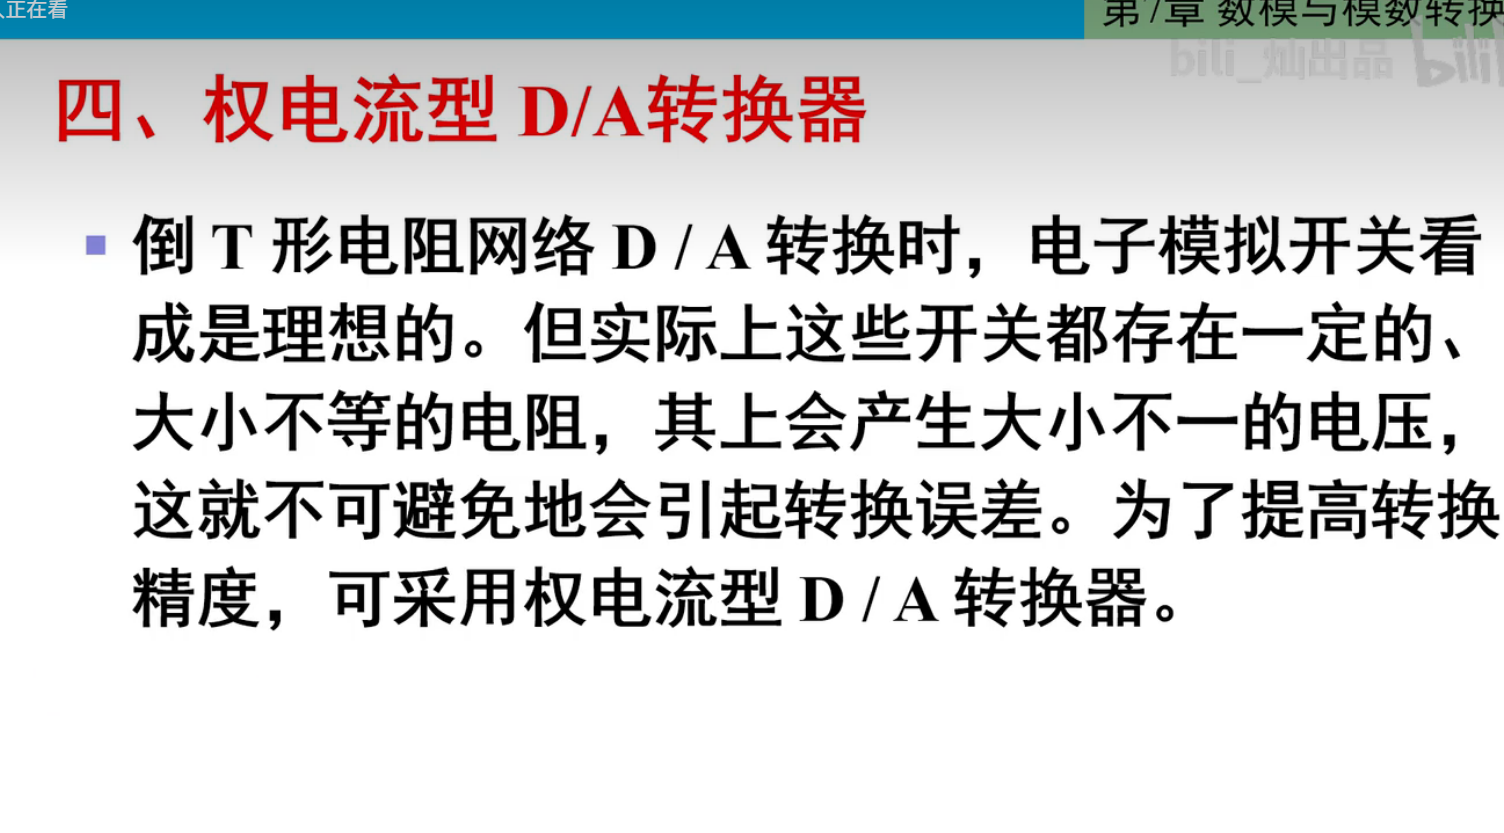 人正在看
第7章 数模与模数转换
bili_灿出品 bilibili
四、权电流型 D/A转换器
倒 T 形电阻网络 D / A 转换时，电子模拟开关看
成是理想的。但实际上这些开关都存在一定的、
大小不等的电阻，其上会产生大小不一的电压，
这就不可避免地会引起转换误差。为了提高转换
精度，可采用权电流型 D / A 转换器。